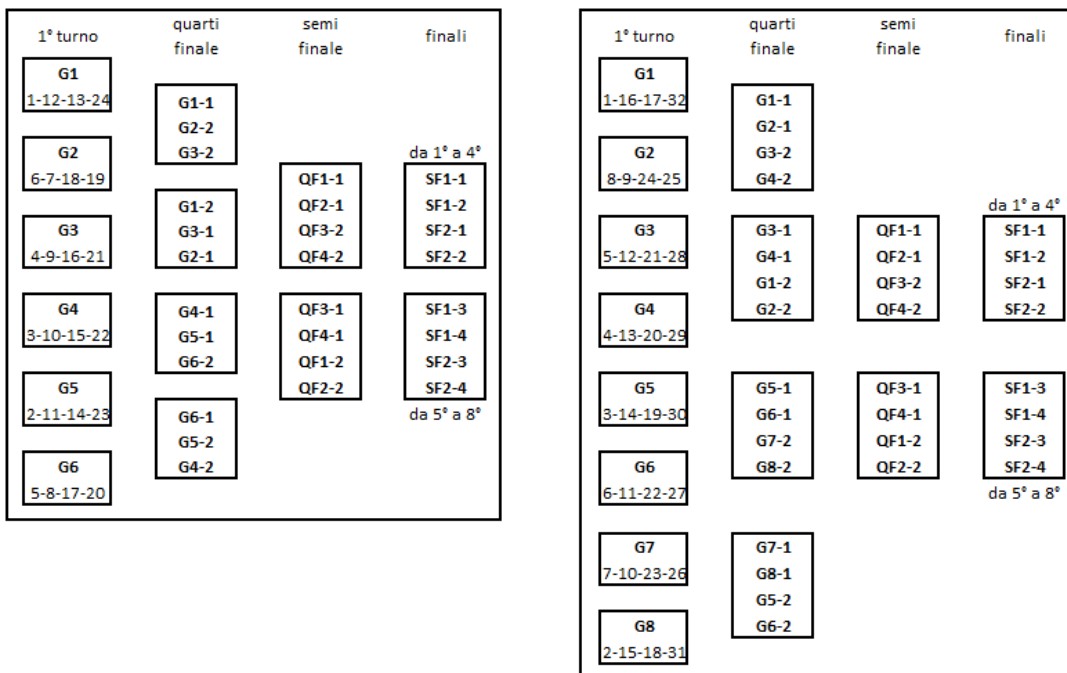 1° turno
quarti
finale
semi
finale
finali
G1
1-12-13-24
G2
6-7-18-19
G3
4-9-16-21
G4
3-10-15-22
G5
2-11-14-23
G6
5-8-17-20
G1-1
G2-2
G3-2
G1-2
G3-1
G2-1
G4-1
G5-1
G6-2
G6-1
G5-2
G4-2
QF1-1
QF2-1
QF3-2
QF4-2
QF3-1
QF4-1
QF1-2
QF2-2
da 1° a 4°
SF1-1
SF1-2
SF2-1
SF2-2
SF1-3
SF1-4
SF2-3
SF2-4
da 5° a 8°
1° turno
quarti
finale
semi
finale
finali
G1
1-16-17-32
G2
8-9-24-25
G3
5-12-21-28
G4
4-13-20-29
G5
3-14-19-30
G6
6-11-22-27
G7
7-10-23-26
G8
2-15-18-31
G1-1
G2-1
G3-2
G4-2
G3-1
G4-1
G1-2
G2-2
G5-1
G6-1
G7-2
G8-2
G7-1
G8-1
G5-2
G6-2
QF1-1
QF2-1
QF3-2
QF4-2
QF3-1
QF4-1
QF1-2
QF2-2
da 1° a 4°
SF1-1
SF1-2
SF2-1
SF2-2
SF1-3
SF1-4
SF2-3
SF2-4
da 5° a 8°